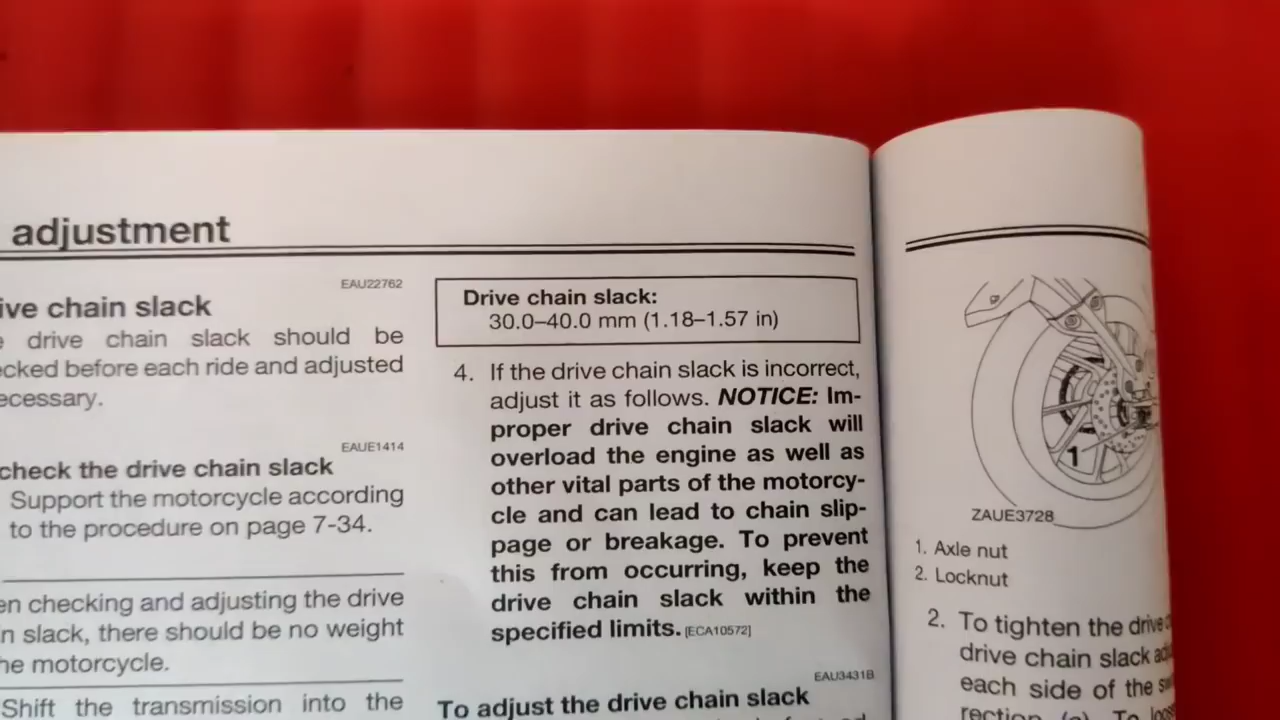 adjustment
EAU22762
ive chain slack
drive chain slack should be
cked before each ride and adjusted
ecessary.
EAUE1414
check the drive chain slack
Support the motorcycle according
to the procedure on page 7-34.
en checking and adjusting the drive
n slack, there should be no weight
he motorcycle.
Shift the transmission into the
Drive chain slack:
30.0–40.0 mm (1.18–1.57 in)
4. If the drive chain slack is incorrect,
adjust it as follows. NOTICE: Im-
proper drive chain slack will
overload the engine as well as
other vital parts of the motorcy-
cle and can lead to chain slip-
page or breakage. To prevent
this from occurring, keep the
drive chain slack within the
specified limits. [ECA10572]
EAU3431B
To adjust the drive chain slack
1
ZAUE3728
1. Axle nut
2. Locknut
2. To tighten the drive
drive chain slack ad
each side of the s
rection (a). To loos